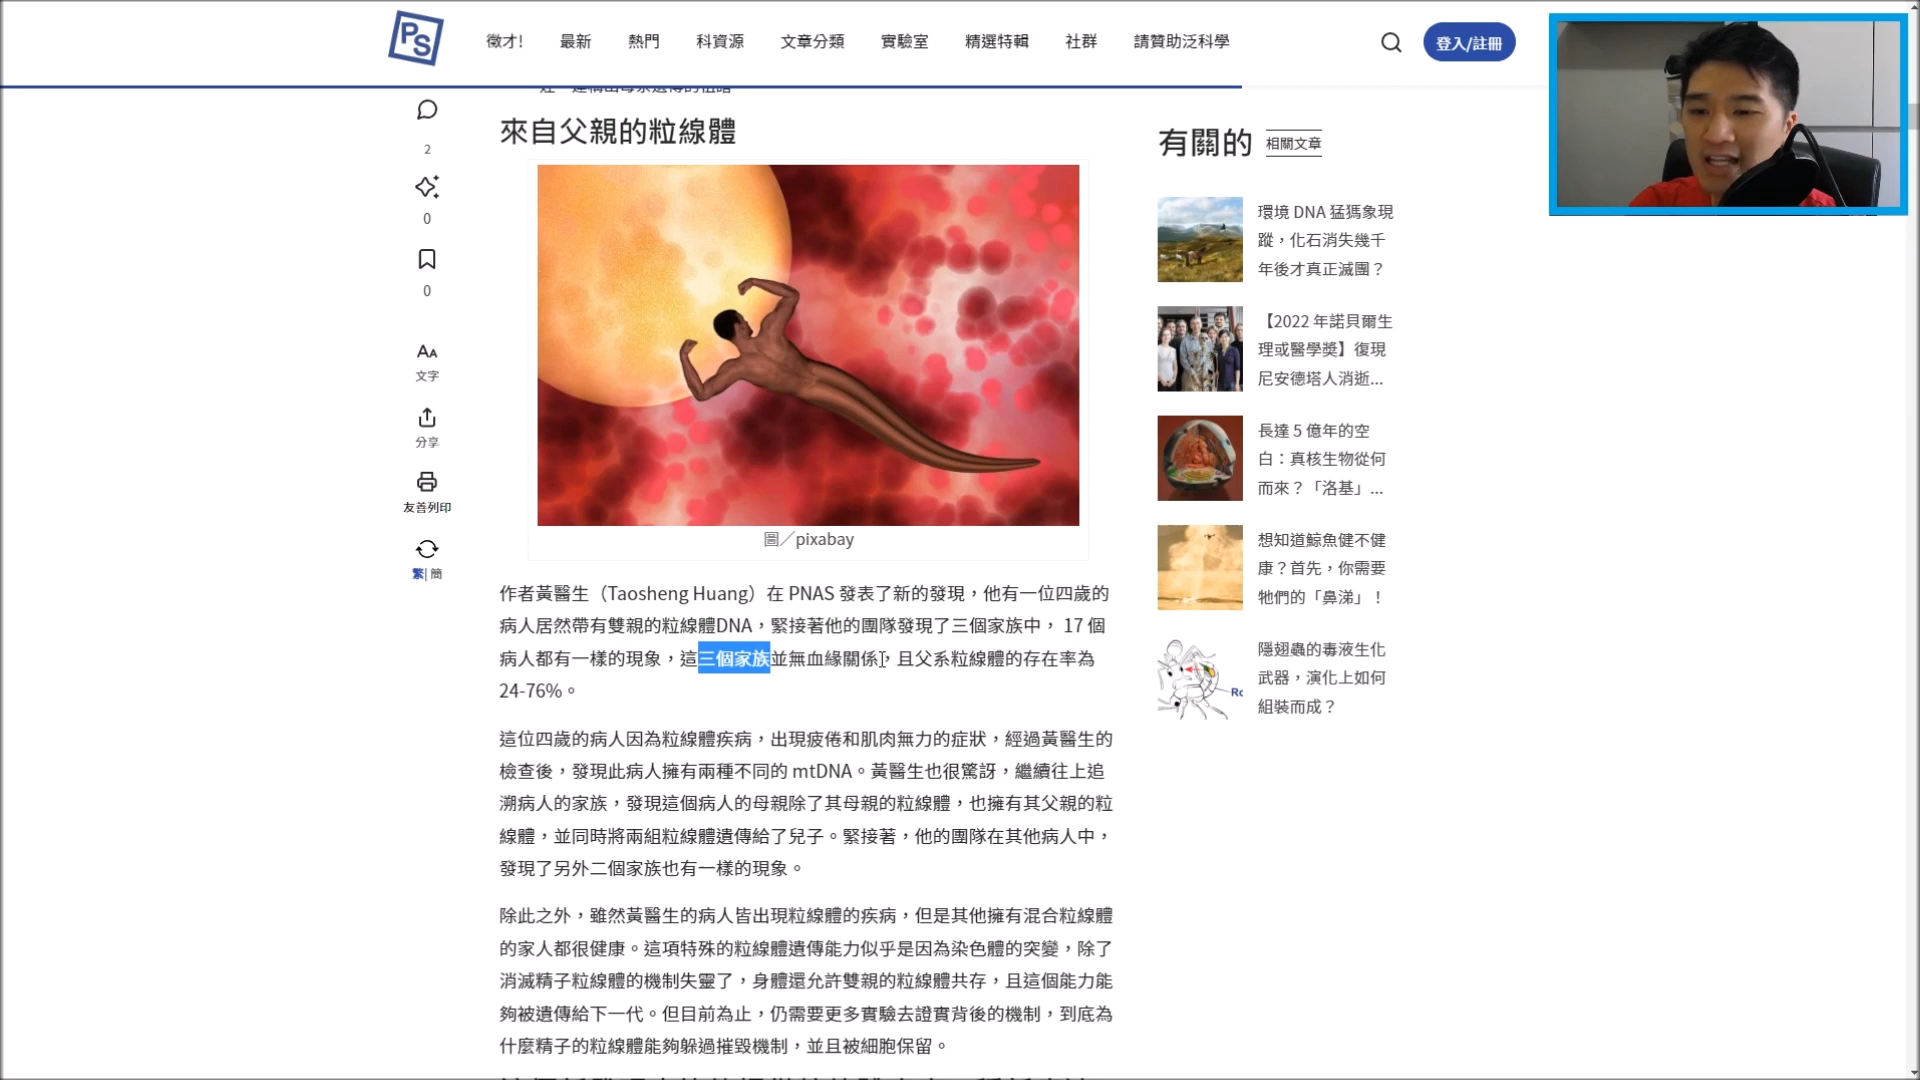 PS
徵才!
最新
熱門
科資源
文章分類
實驗室
精選特輯
社群
請贊助泛科學
登入/註冊
2
0
0
文字
分享
友善列印
繁| 簡
來自父親的粒線體
圖／pixabay
作者黃醫生（Taosheng Huang）在 PNAS 發表了新的發現，他有一位四歲的
病人居然帶有雙親的粒線體DNA，緊接著他的團隊發現了三個家族中， 17 個
病人都有一樣的現象，這三個家族並無血緣關係，且父系粒線體的存在率為
24-76%。
這位四歲的病人因為粒線體疾病，出現疲倦和肌肉無力的症狀，經過黃醫生的
檢查後，發現此病人擁有兩種不同的 mtDNA。黃醫生也很驚訝，繼續往上追
溯病人的家族，發現這個病人的母親除了其母親的粒線體，也擁有其父親的粒
線體，並同時將兩組粒線體遺傳給了兒子。緊接著，他的團隊在其他病人中，
發現了另外二個家族也有一樣的現象。
除此之外，雖然黃醫生的病人皆出現粒線體的疾病，但是其他擁有混合粒線體
的家人都很健康。這項特殊的粒線體遺傳能力似乎是因為染色體的突變，除了
消滅精子粒線體的機制失靈了，身體還允許雙親的粒線體共存，且這個能力能
夠被遺傳給下一代。但目前為止，仍需要更多實驗去證實背後的機制，到底為
什麼精子的粒線體能夠躲過摧毀機制，並且被細胞保留。
有關的 相關文章
環境 DNA 猛獁象現
蹤，化石消失幾千
年後才真正滅團？
【2022 年諾貝爾生
理或醫學獎】復現
尼安德塔人消逝...
長達 5 億年的空
白：真核生物從何
而來？「洛基」...
想知道鯨魚健不健
康？首先，你需要
牠們的「鼻涕」！
隱翅蟲的毒液生化
武器，演化上如何
組裝而成？